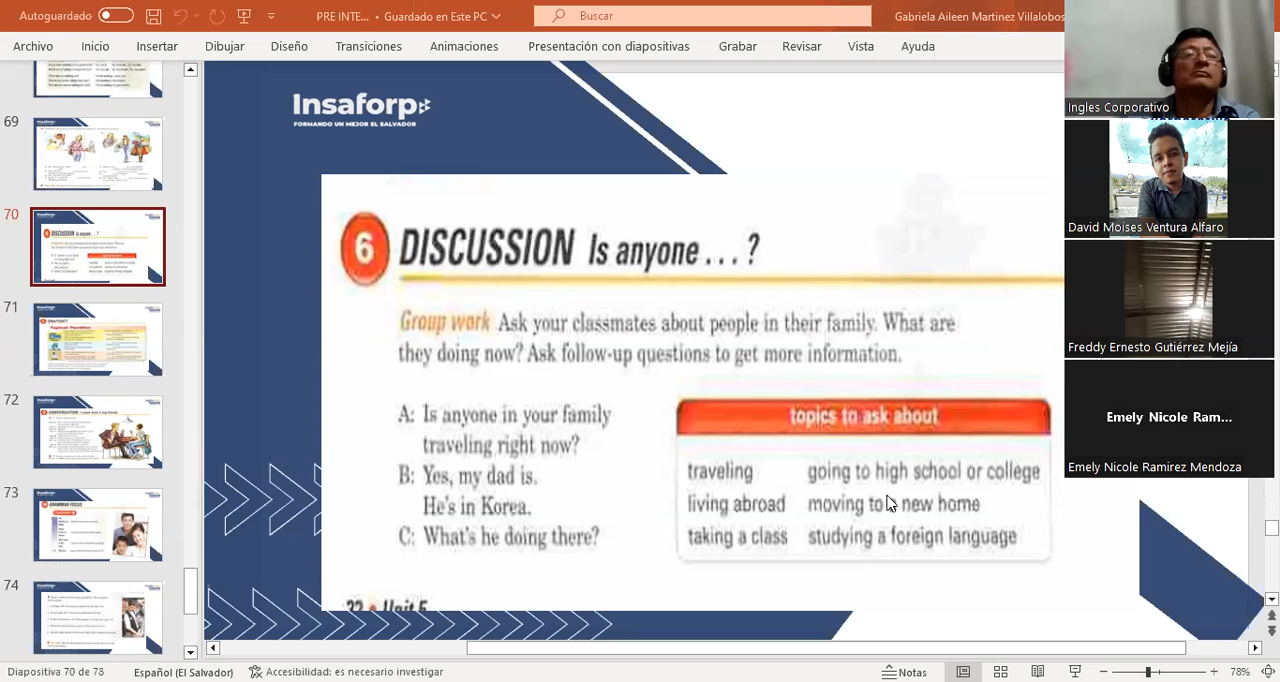 Autoguardado
PRE INTE... • Guardado en Este PC
Buscar
Gabriela Aileen Martinez Villalobos
Archivo Inicio Insertar Dibujar Diseño Transiciones Animaciones Presentación con diapositivas Grabar Revisar Vista Ayuda
69
70
71
72
73
74
Insaforp
FORMANDO UN MEJOR EL SALVADOR
6 DISCUSSION Is anyone . . . ?
Group work Ask your classmates about people in their family. What are
they doing now? Ask follow-up questions to get more information.
A: Is anyone in your family
traveling right now?
B: Yes, my dad is.
He's in Korea.
C: What's he doing there?
topics to ask about
traveling going to high school or college
living abroad moving to a new home
taking a class studying a foreign language
32 • Unit 5
Ingles Corporativo
David Moises Ventura Alfaro
Freddy Ernesto Gutiérrez Mejía
Emely Nicole Ram...
Emely Nicole Ramirez Mendoza
Diapositiva 70 de 78 Español (El Salvador) Accesibilidad: es necesario investigar Notas 78%